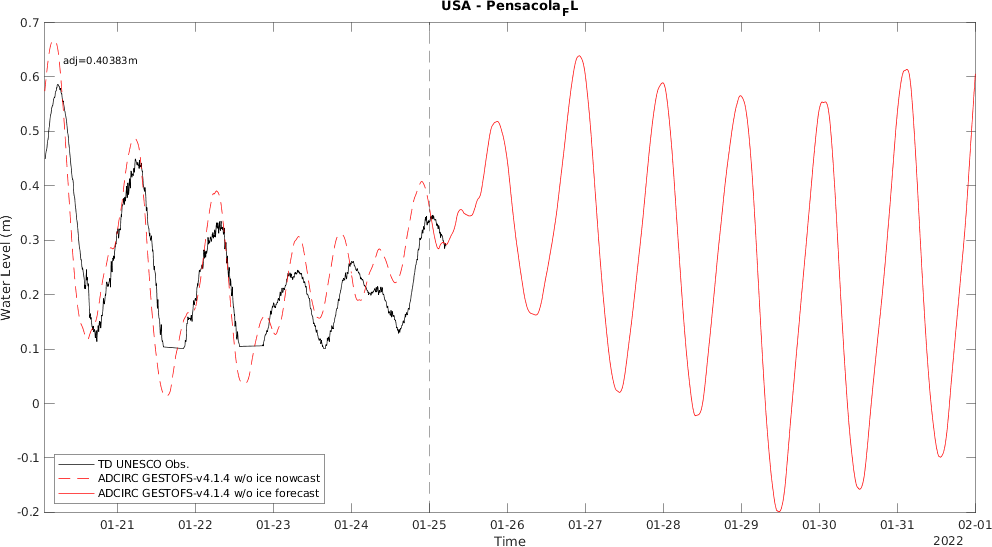 USA - Pensacola_FL
0.7
adj=0.40383m
0.6
0.5
0.4
0.3
0.2
0.1
0
-0.1
-0.2
Water Level (m)
TD UNESCO Obs.
ADCIRC GESTOFS-v4.1.4 w/o ice nowcast
ADCIRC GESTOFS-v4.1.4 w/o ice forecast
01-21 01-22 01-23 01-24 01-25 01-26 01-27 01-28 01-29 01-30 01-31 02-01
Time
2022